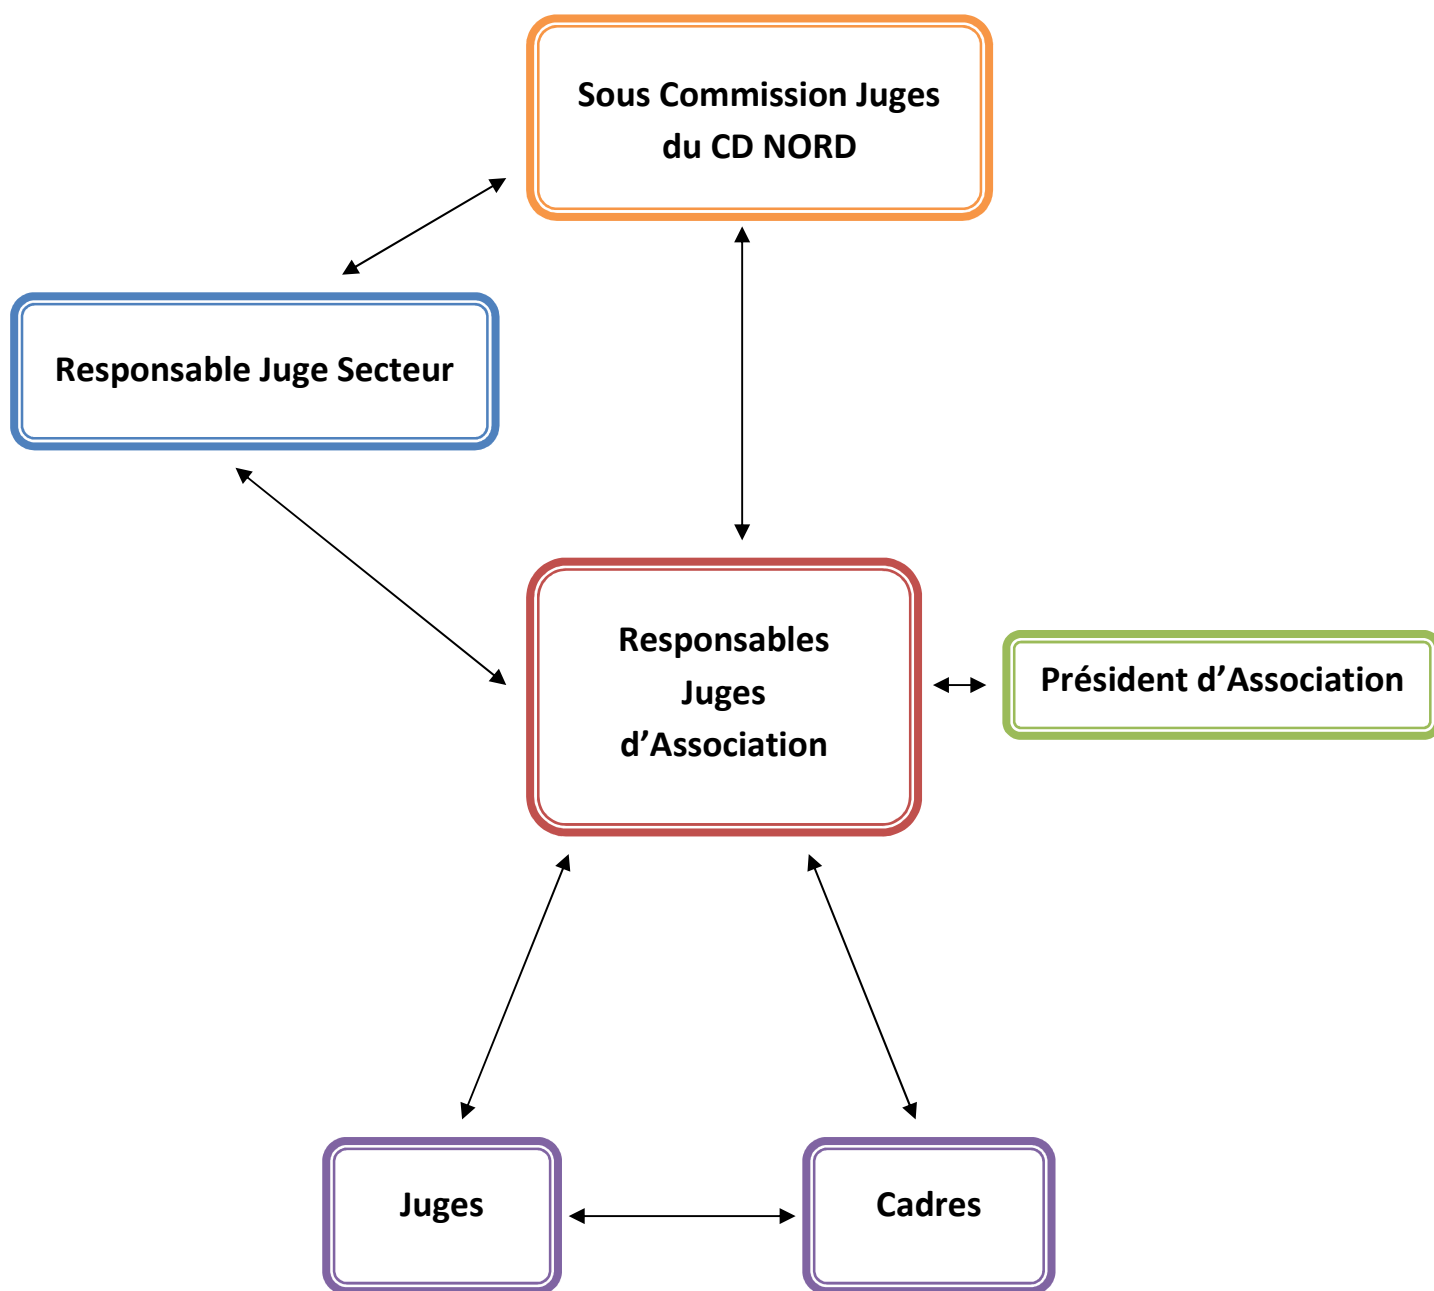 Sous Commission Juges
du CD NORD
Responsable Juge Secteur
Responsables
Juges
d’Association
Président d’Association
Juges
Cadres